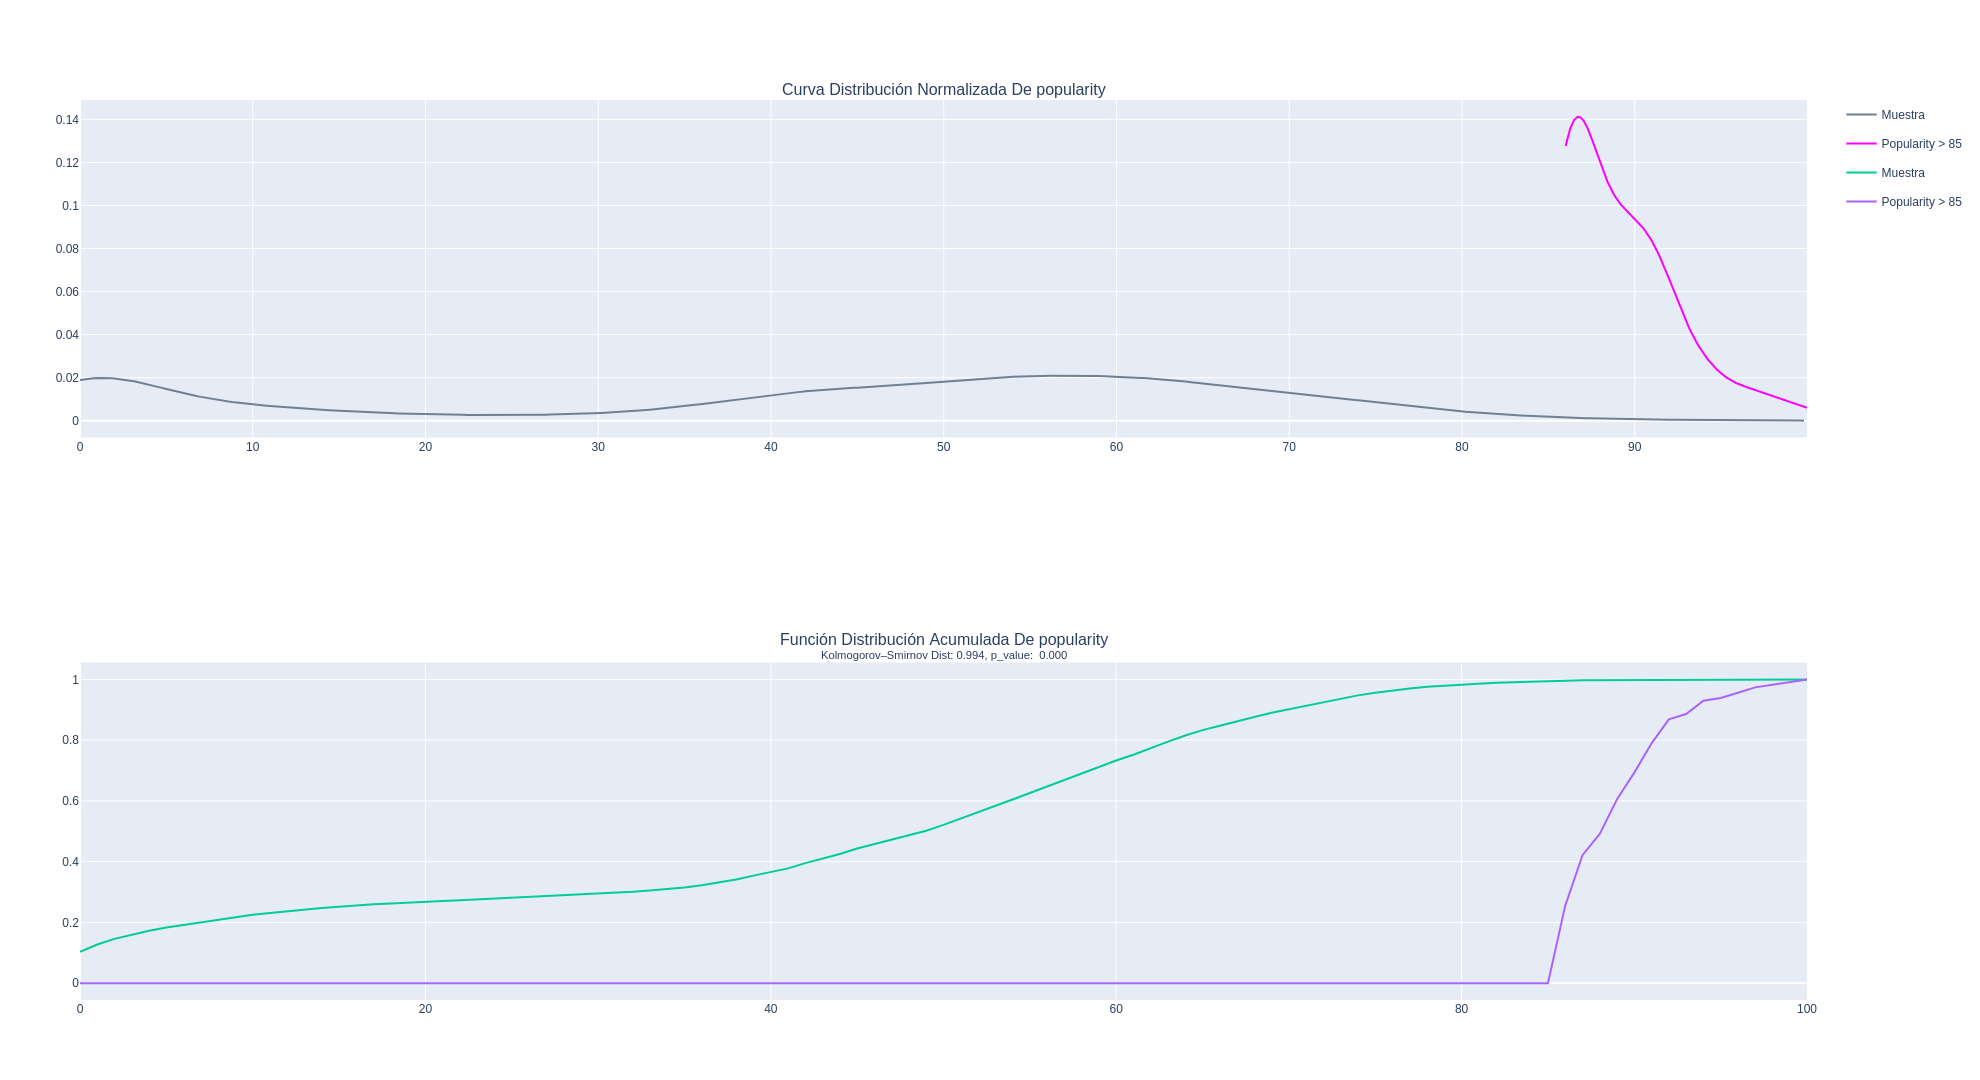 Curva Distribución Normalizada De popularity
0.14
0.12
0.1
0.08
0.06
0.04
0.02
0
0 10 20 30 40 50 60 70 80 90
Muestra
Popularity > 85
Muestra
Popularity > 85
Función Distribución Acumulada De popularity
Kolmogorov–Smirnov Dist: 0.994, p_value: 0.000
1
0.8
0.6
0.4
0.2
0
0 20 40 60 80 100